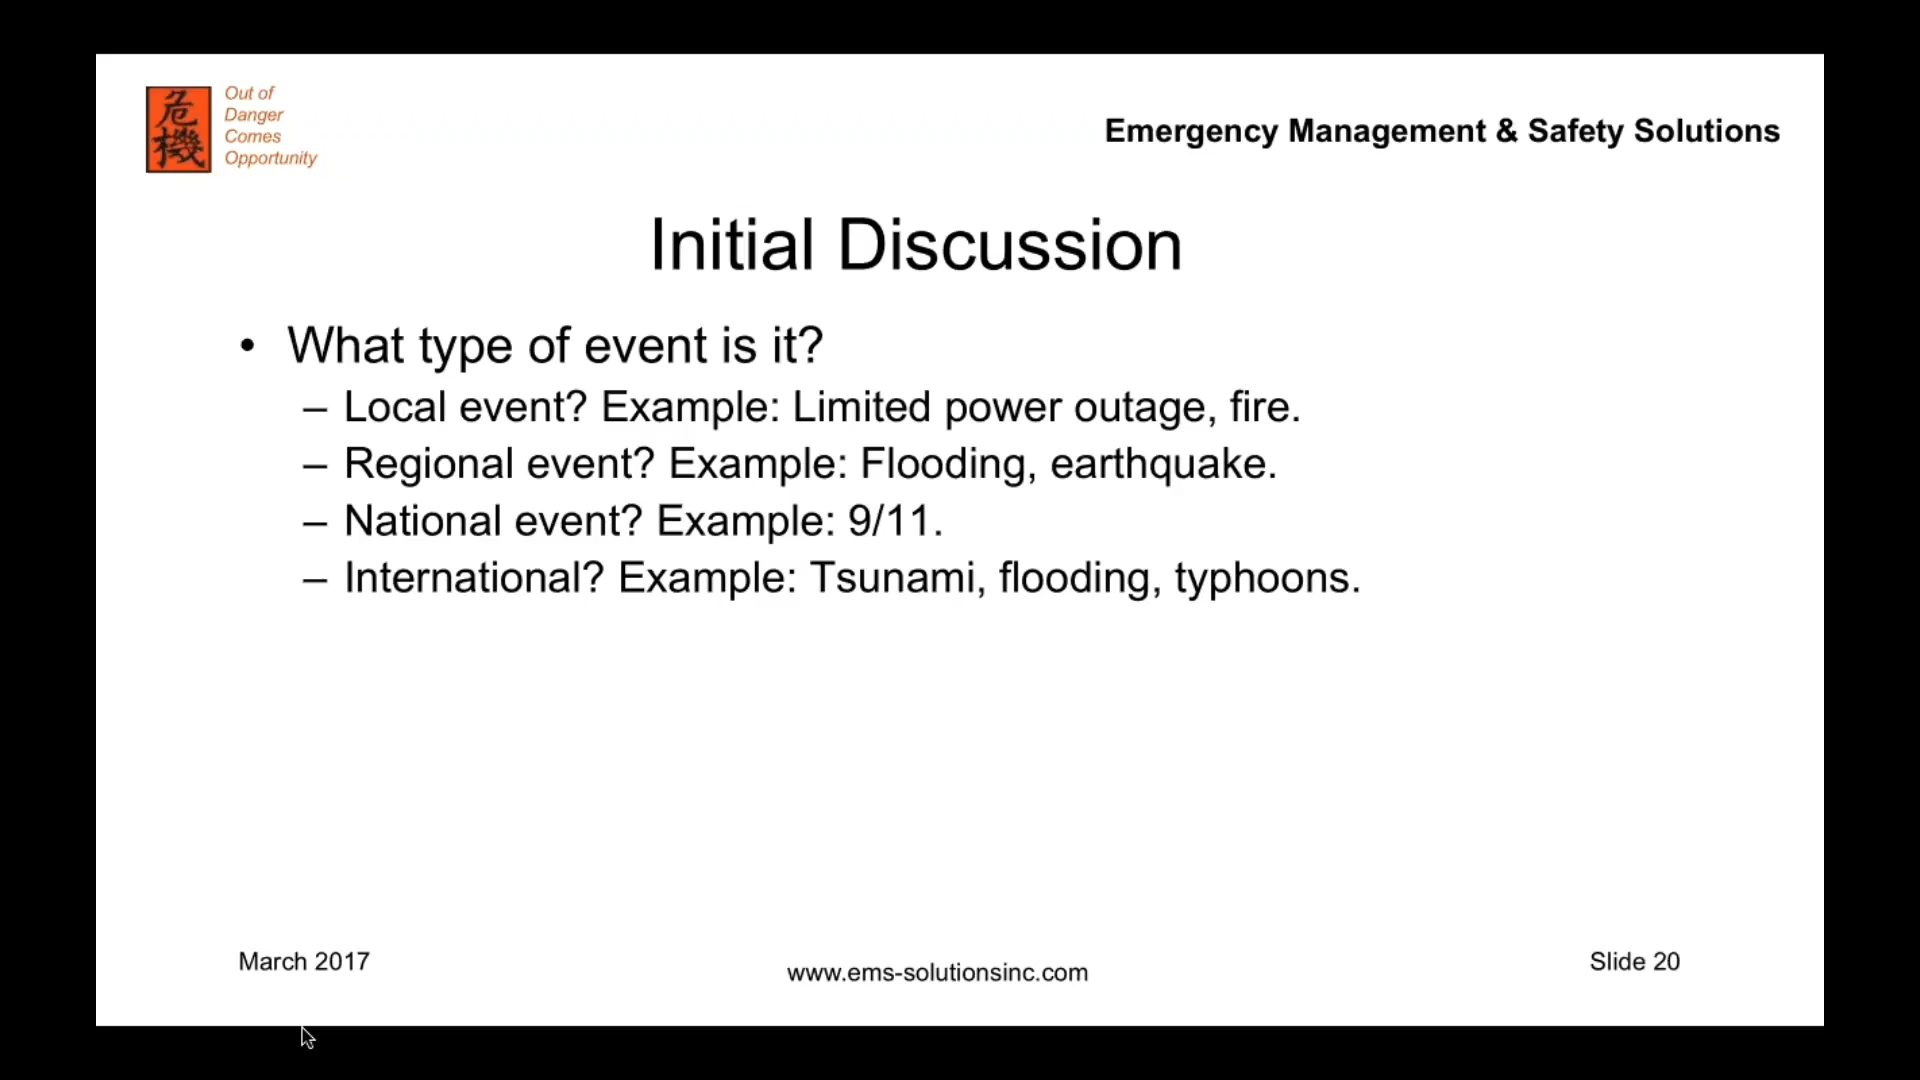 危機
Out of
Danger
Comes
Opportunity
Emergency Management & Safety Solutions
Initial Discussion
• What type of event is it?
– Local event? Example: Limited power outage, fire.
– Regional event? Example: Flooding, earthquake.
– National event? Example: 9/11.
– International? Example: Tsunami, flooding, typhoons.
March 2017
www.ems-solutionsinc.com
Slide 20